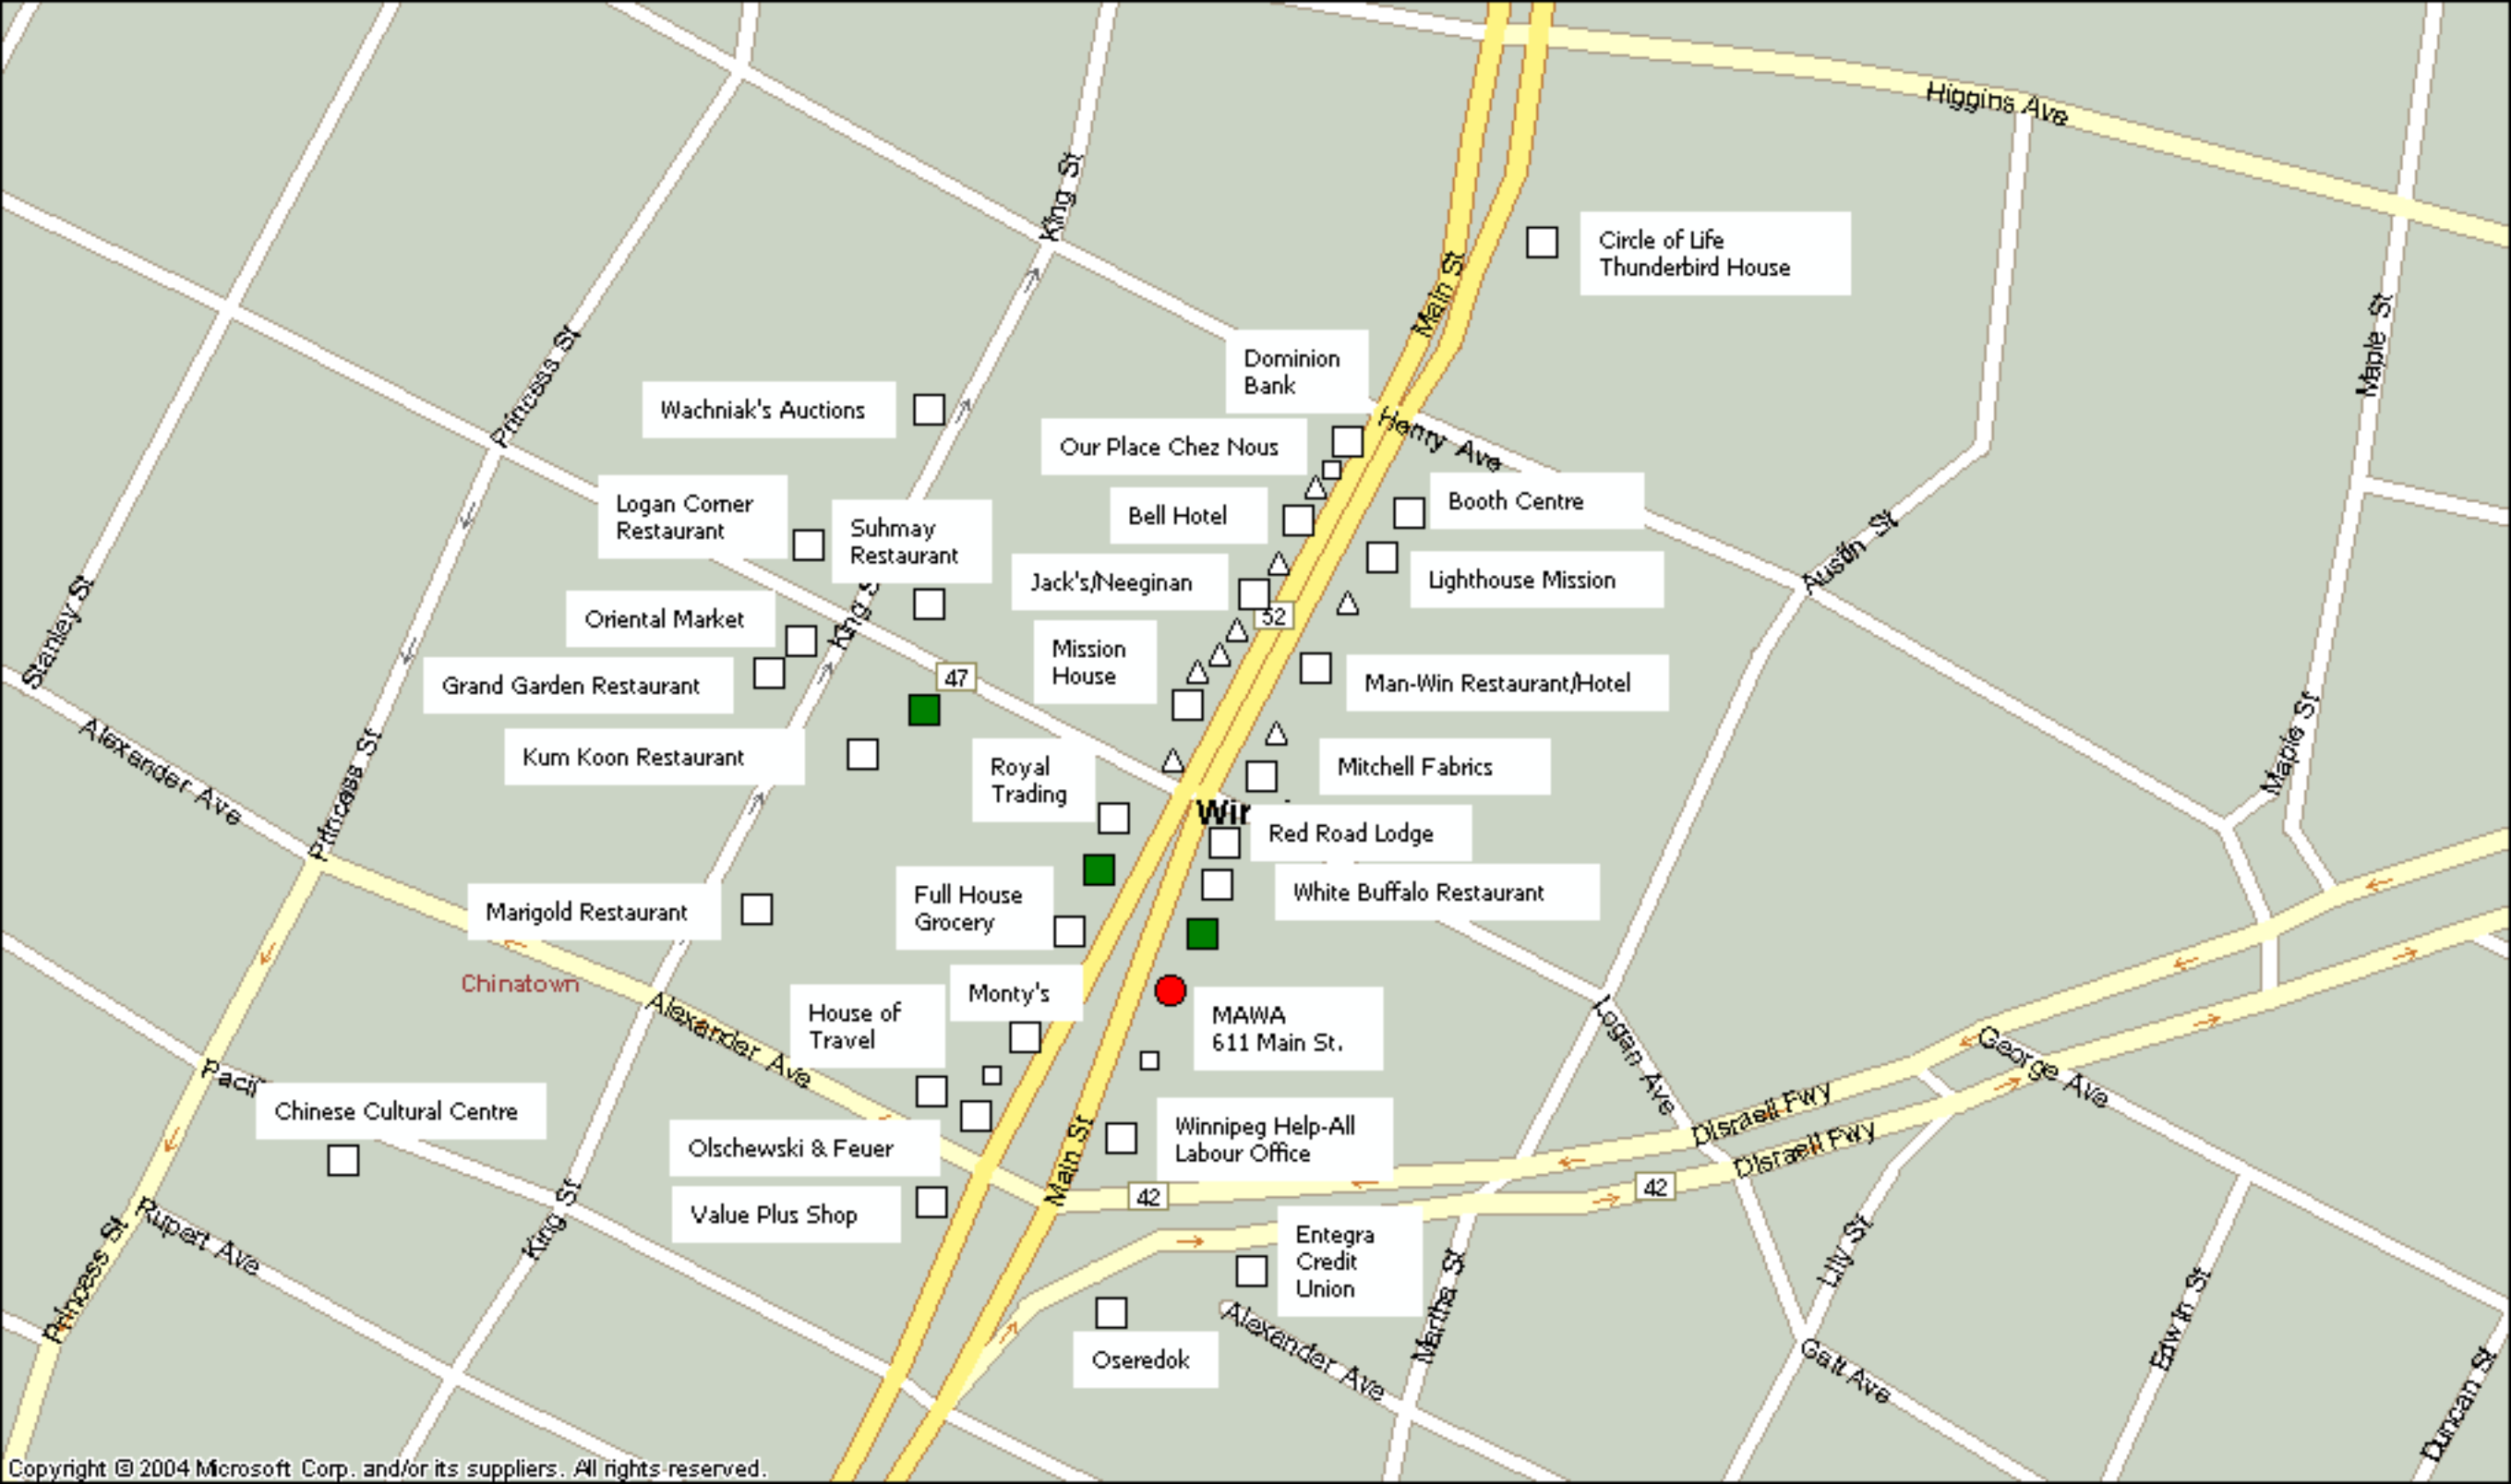 Higgins Ave
King St
Circle of Life
Thunderbird House
Main St
Maple St
Princess St
Dominion
Bank
Wachniak's Auctions
Henry Ave
Our Place Chez Nous
Logan Corner
Restaurant
Suhmay
Restaurant
Bell Hotel
Booth Centre
Austin St
Jack's/Neeginan
Lighthouse Mission
Stanley St
Oriental Market
King S
52
Mission
House
47
Grand Garden Restaurant
Man-Win Restaurant/Hotel
Maple St
Alexander Ave
Princess St
Kum Koon Restaurant
Royal
Trading
Mitchell Fabrics
Red Road Lodge
Full House
Grocery
White Buffalo Restaurant
Marigold Restaurant
Chinatown
Monty's
House of
Travel
Alexander Ave
MAWA
611 Main St.
Logan Ave
George Ave
Chinese Cultural Centre
Olschewski & Feuer
Main St
Winnipeg Help-All
Labour Office
Disraeli Fwy
Disraeli Fwy
42
42
Value Plus Shop
King St
Rupert Ave
Princess St
Entegra
Credit
Union
Lily St
Martha St
Edwin St
Oseredok
Alexander Ave
Galt Ave
Duncan St
Copyright © 2004 Microsoft Corp. and/or its suppliers. All rights reserved.